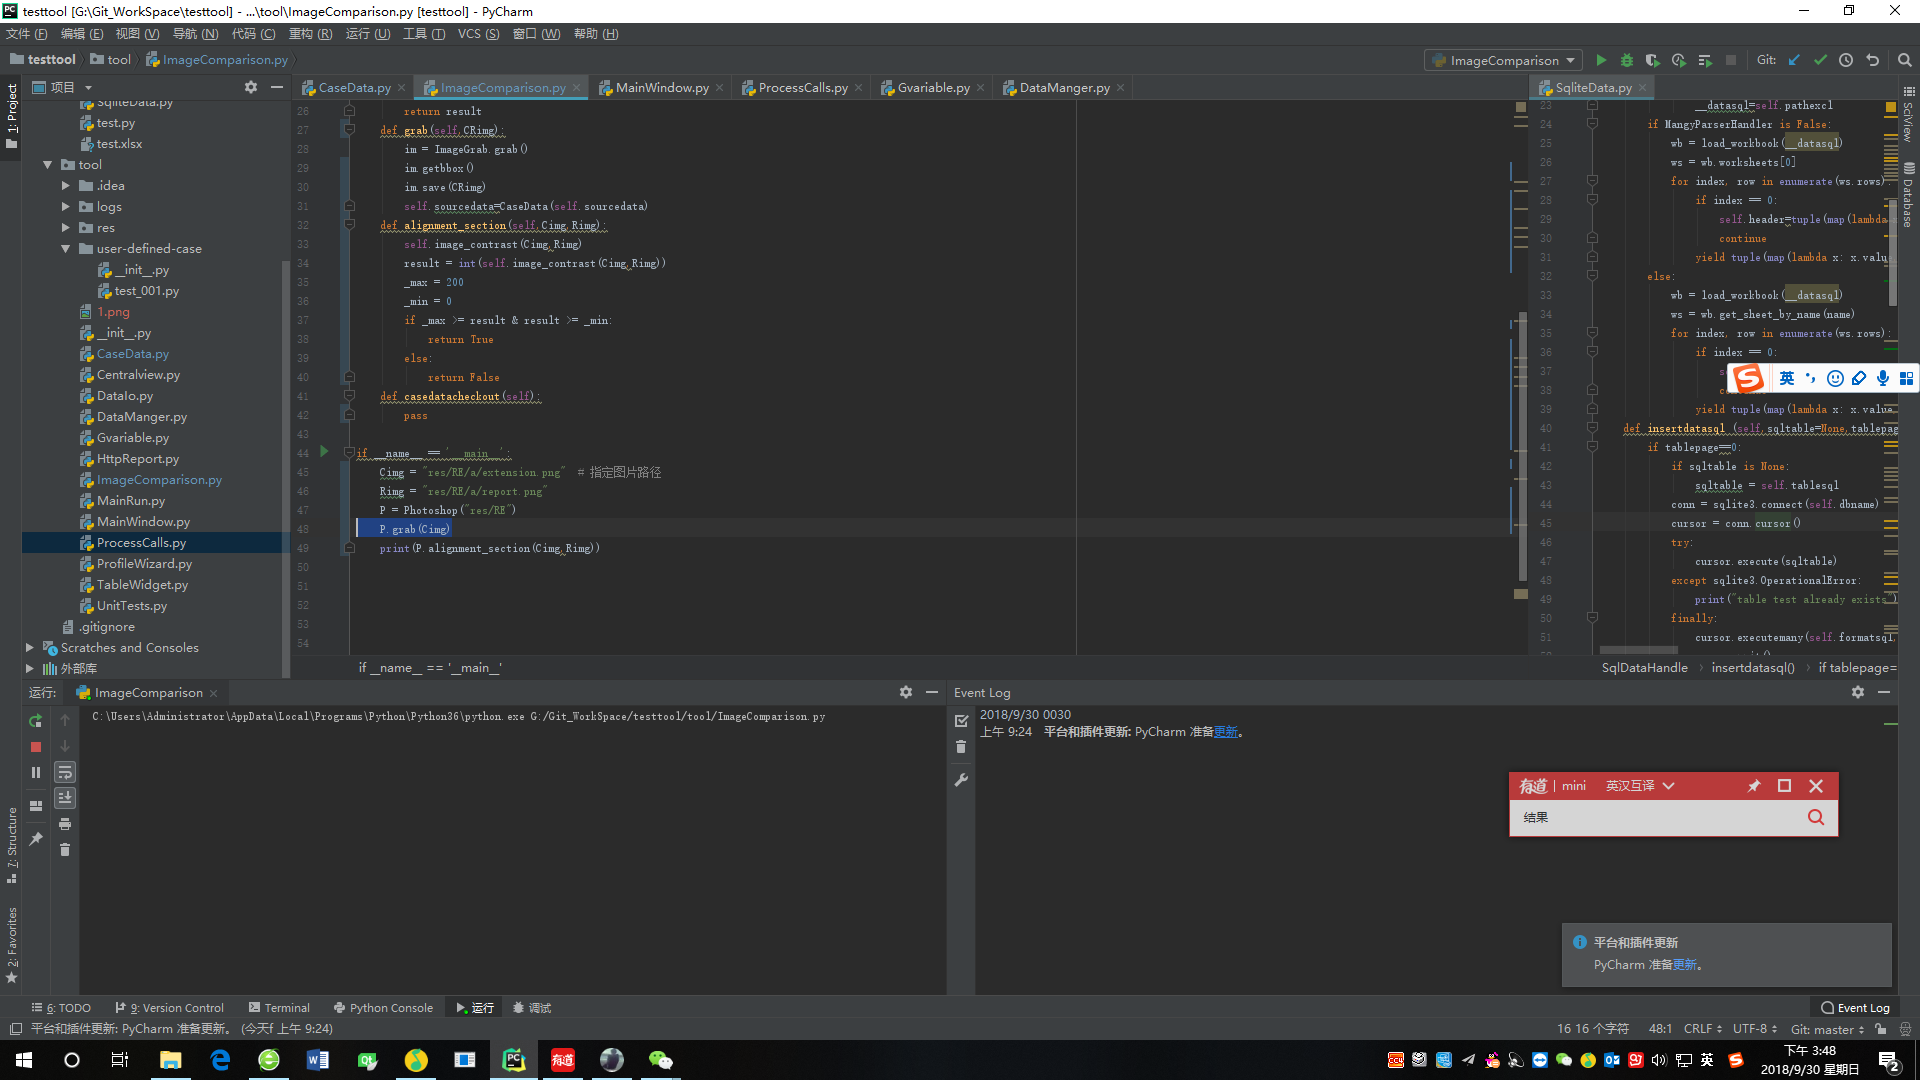 testtool [G:\Git_WorkSpace\testtool] - ...\tool\ImageComparison.py [testtool] - PyCharm
文件 (F) 编辑 (E) 视图 (V) 导航 (N) 代码 (C) 重构 (R) 运行 (U) 工具 (T) VCS (S) 窗口 (W) 帮助 (H)
testtool tool ImageComparison.py
ImageComparison
Git:
1: Project
项目
SqliteData.py
test.py
test.xlsx
tool
.idea
logs
res
user-defined-case
__init__.py
test_001.py
1.png
__init__.py
CaseData.py
Centralview.py
DataIo.py
DataManger.py
Gvariable.py
HttpReport.py
ImageComparison.py
MainRun.py
MainWindow.py
ProcessCalls.py
ProfileWizard.py
TableWidget.py
UnitTests.py
.gitignore
Scratches and Consoles
外部库
CaseData.py ImageComparison.py MainWindow.py ProcessCalls.py Gvariable.py DataManger.py
26 return result
27 def grab(self,CRimg):
28 im = ImageGrab.grab()
29 im.getbbox()
30 im.save(CRimg)
31 self.sourcedata=CaseData(self.sourcedata)
32 def alignment_section(self,Cimg,Rimg):
33 self.image_contrast(Cimg,Rimg)
34 result = int(self.image_contrast(Cimg,Rimg))
35 _max = 200
36 _min = 0
37 if _max >= result & result >= _min:
38 return True
39 else:
40 return False
41 def casedatacheckout(self):
42 pass
43
44 if __name__ == '__main__':
45 Cimg = "res/RE/a/extension.png" # 指定图片路径
46 Rimg = "res/RE/a/report.png"
47 P = Photoshop("res/RE")
48 P.grab(Cimg)
49 print(P.alignment_section(Cimg,Rimg))
50
51
52
53
54
if __name__ == '__main__'
SqliteData.py
23 __datasql=self.pathexcl
24 if MangyParserHandler is False:
25 wb = load_workbook(__datasql)
26 ws = wb.worksheets[0]
27 for index, row in enumerate(ws.rows):
28 if index == 0:
29 self.header=tuple(map(lambda
30 continue
31 yield tuple(map(lambda x: x.value,
32 else:
33 wb = load_workbook(__datasql)
34 ws = wb.get_sheet_by_name(name)
35 for index, row in enumerate(ws.rows):
36 if index == 0:
37
38
39 yield tuple(map(lambda x: x.value,
40 def insertdatasql (self,sqltable=None,tablepag
41 if tablepage==0:
42 if sqltable is None:
43 sqltable = self.tablesql
44 conn = sqlite3.connect(self.dbname)
45 cursor = conn.cursor()
46 try:
47 cursor.execute(sqltable)
48 except sqlite3.OperationalError:
49 print("table test already exists")
50 finally:
51 cursor.executemany(self.formatsql,
SqlDataHandle insertdatasql() if tablepage=
SciView
Database
英
运行: ImageComparison
C:\Users\Administrator\AppData\Local\Programs\Python\Python36\python.exe G:/Git_WorkSpace/testtool/tool/ImageComparison.py
Event Log
2018/9/30 0030
上午 9:24 平台和插件更新: PyCharm 准备更新。
有道 | mini 英汉互译
结果
平台和插件更新
PyCharm 准备更新。
7: Structure
2: Favorites
6: TODO 9: Version Control Terminal Python Console 运行 调试 Event Log
平台和插件更新: PyCharm 准备更新。 (今天f 上午 9:24) 16 16 个字符 48:1 CRLF UTF-8 Git: master
有道 英 下午 3:48
2018/9/30 星期日
2